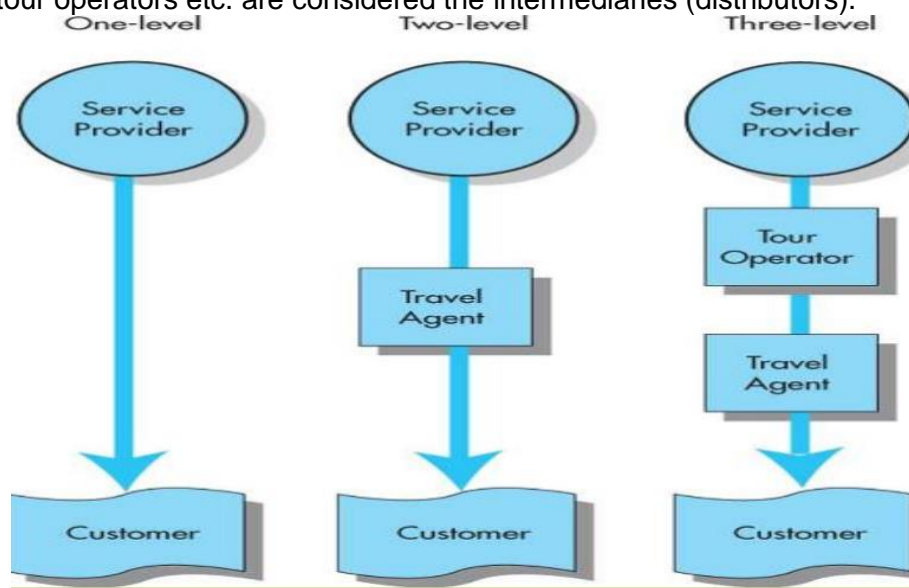 tour operators etc. are considered the intermediaries (distributors).
One-level
Two-level
Three-level
Service
Provider
Service
Provider
Service
Provider
Tour
Operator
Travel
Agent
Travel
Agent
Customer
Customer
Customer